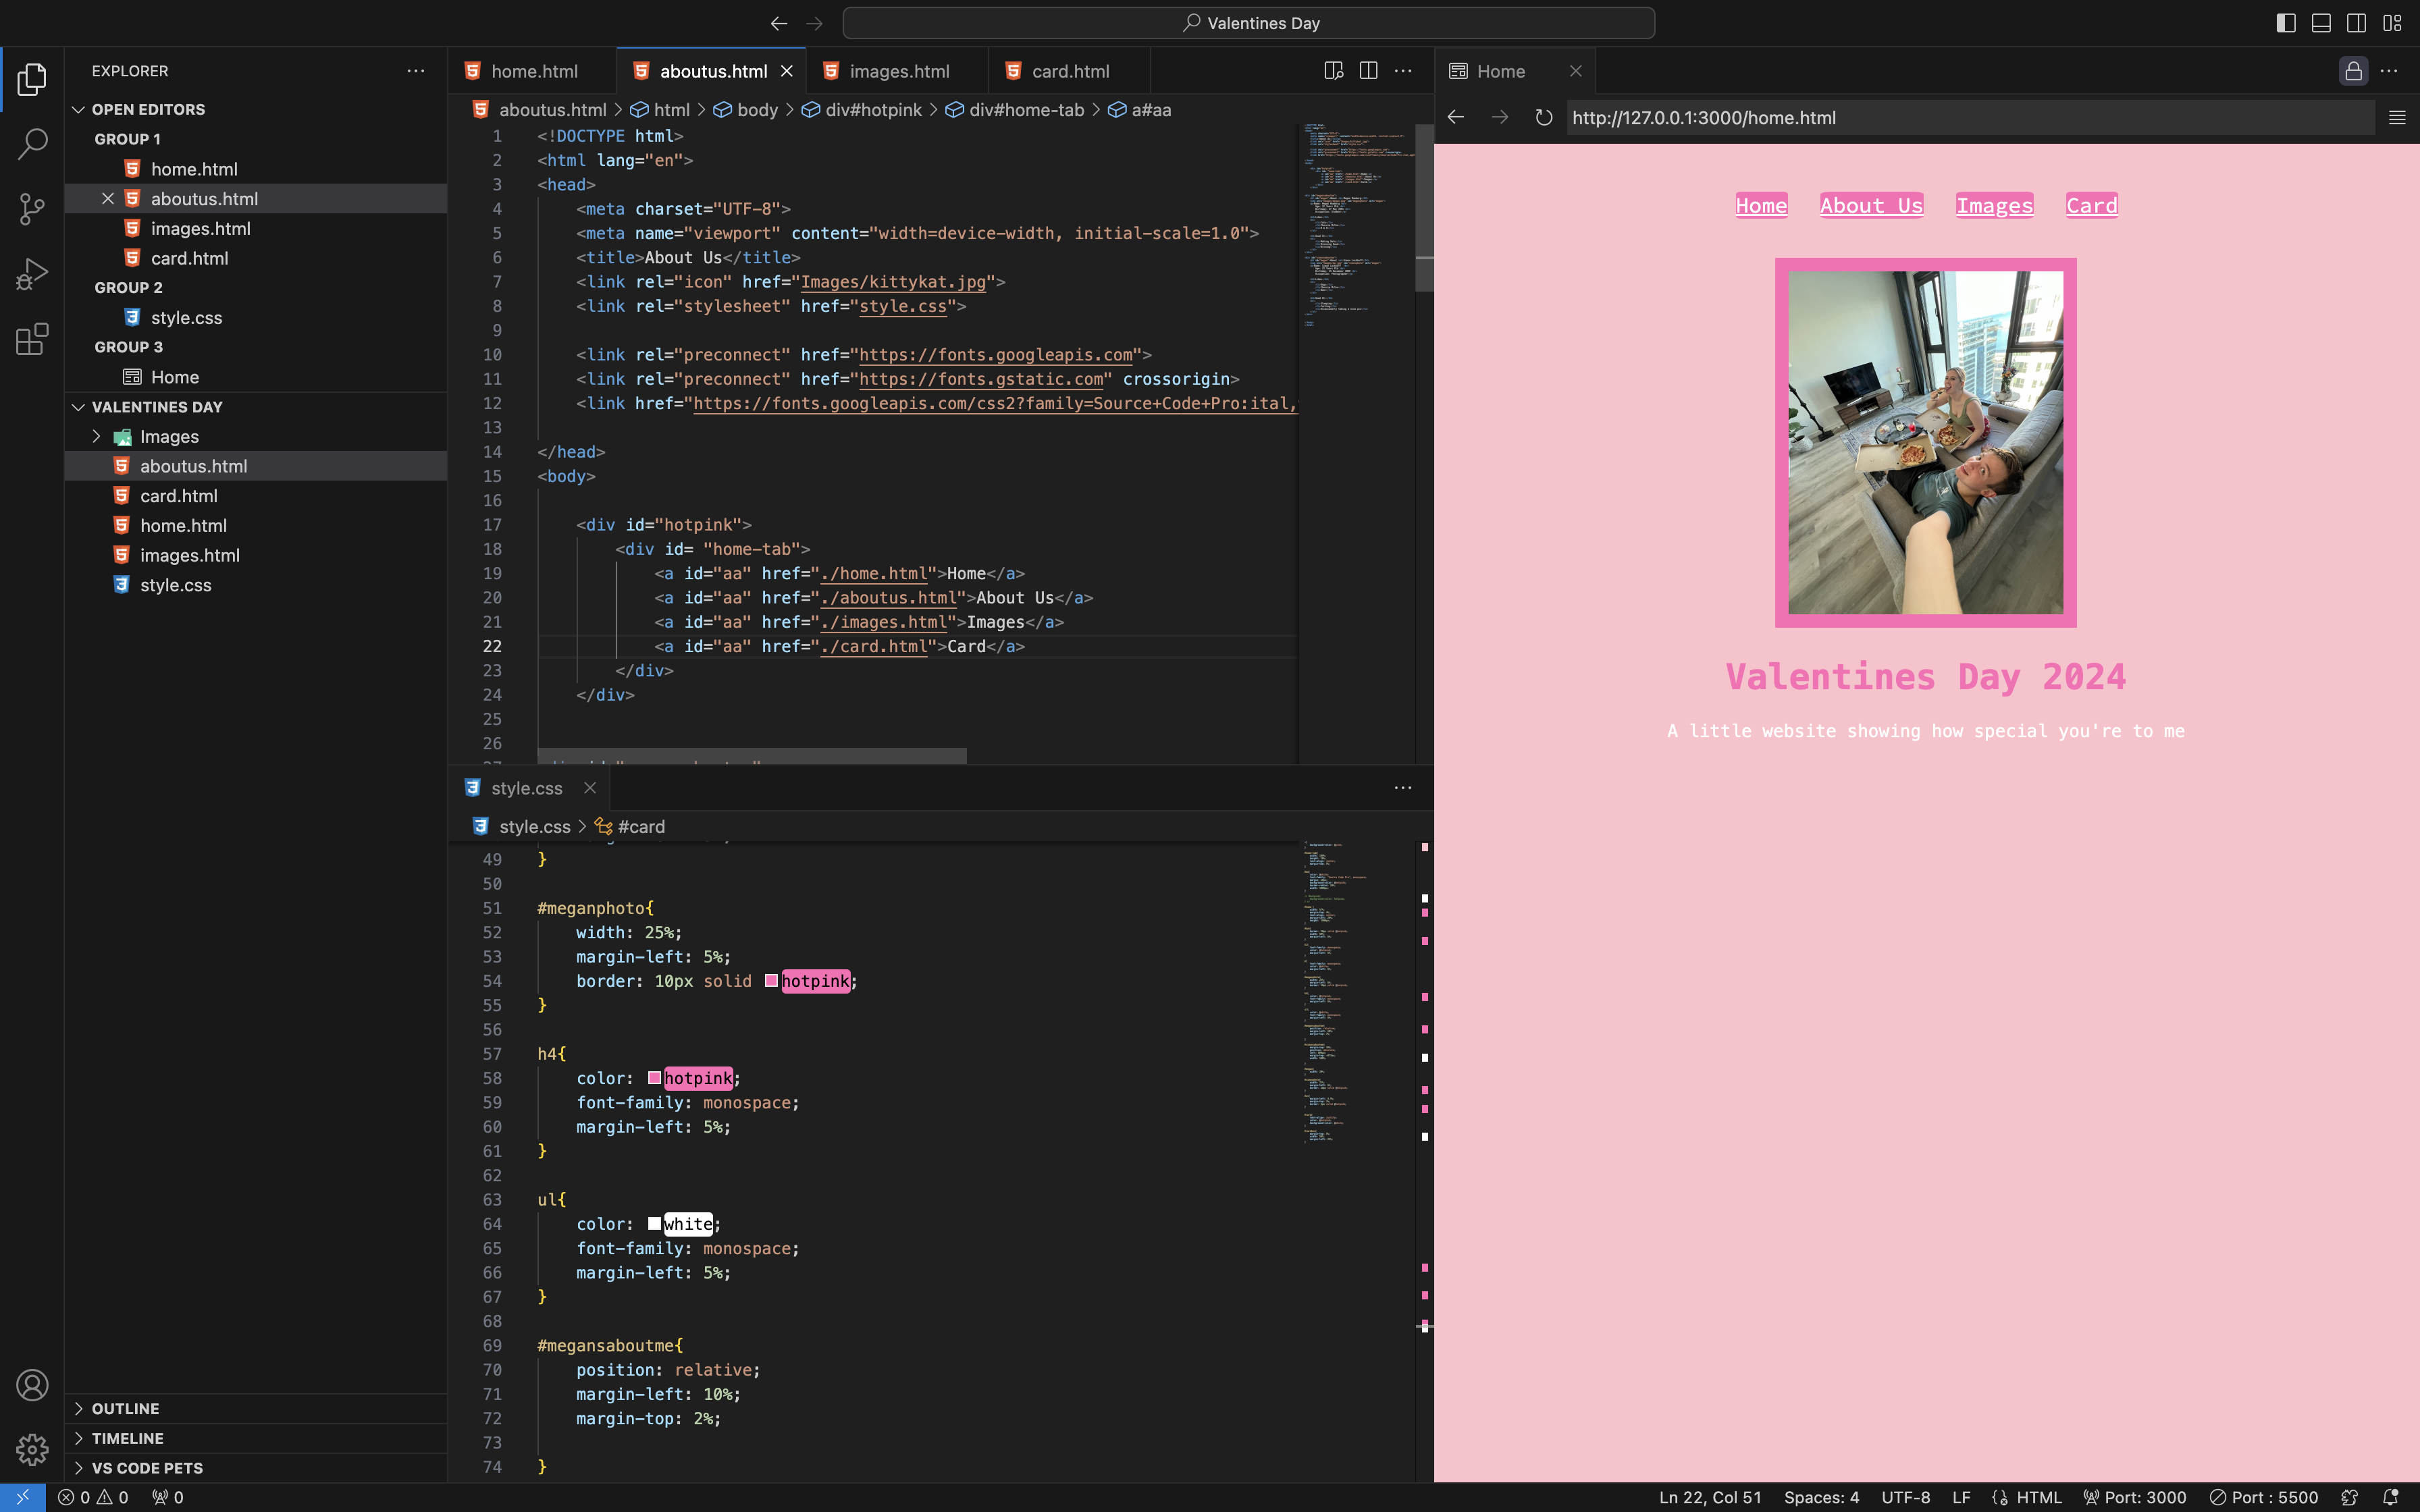 Valentines Day
EXPLORER
OPEN EDITORS
GROUP 1
home.html
aboutus.html
images.html
card.html
GROUP 2
style.css
GROUP 3
Home
VALENTINES DAY
Images
aboutus.html
card.html
home.html
images.html
style.css
OUTLINE
TIMELINE
VS CODE PETS
home.html
aboutus.html
images.html
card.html
aboutus.html > html > body > div#hotpink > div#home-tab > a#aa
1 <!DOCTYPE html>
2 <html lang="en">
3 <head>
4 <meta charset="UTF-8">
5 <meta name="viewport" content="width=device-width, initial-scale=1.0">
6 <title>About Us</title>
7 <link rel="icon" href="Images/kittykat.jpg">
8 <link rel="stylesheet" href="style.css">
9
10 <link rel="preconnect" href="https://fonts.googleapis.com">
11 <link rel="preconnect" href="https://fonts.gstatic.com" crossorigin>
12 <link href="https://fonts.googleapis.com/css2?family=Source+Code+Pro:ital,
13
14 </head>
15 <body>
16
17 <div id="hotpink">
18 <div id= "home-tab">
19 <a id="aa" href="./home.html">Home</a>
20 <a id="aa" href="./aboutus.html">About Us</a>
21 <a id="aa" href="./images.html">Images</a>
22 <a id="aa" href="./card.html">Card</a>
23 </div>
24 </div>
25
26
style.css
style.css > #card
49 }
50
51 #meganphoto{
52 width: 25%;
53 margin-left: 5%;
54 border: 10px solid hotpink;
55 }
56
57 h4{
58 color: hotpink;
59 font-family: monospace;
60 margin-left: 5%;
61 }
62
63 ul{
64 color: white;
65 font-family: monospace;
66 margin-left: 5%;
67 }
68
69 #megansaboutme{
70 position: relative;
71 margin-left: 10%;
72 margin-top: 2%;
73
74 }
Home
http://127.0.0.1:3000/home.html
Home About Us Images Card
Valentines Day 2024
A little website showing how special you're to me
0 0 0
Ln 22, Col 51 Spaces: 4 UTF-8 LF HTML Port: 3000 Port : 5500